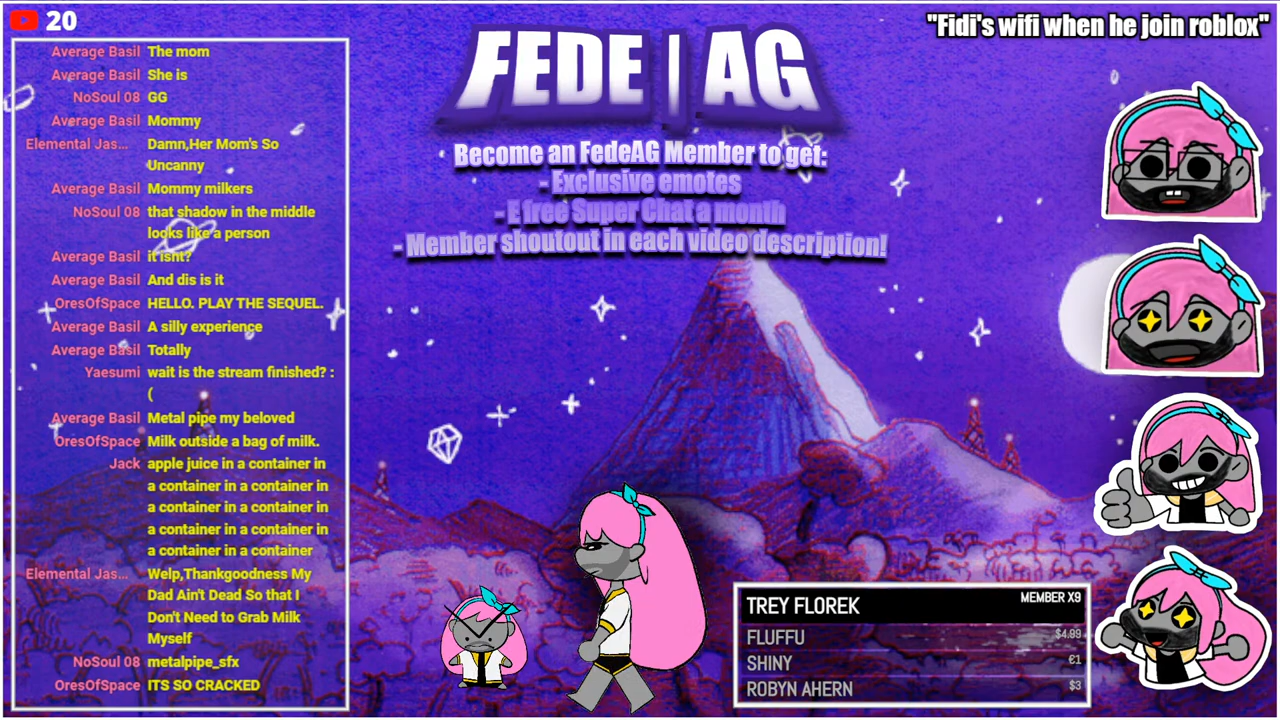 20
"Fidi's wifi when he join roblox"
FEDE | AG
Become an FedeAG Member to get:
- Exclusive emotes
- E free Super Chat a month
- Member shoutout in each video description!
Average Basil The mom
Average Basil She is
NoSoul 08 GG
Average Basil Mommy
Elemental Jas... Damn,Her Mom's So
Uncanny
Average Basil Mommy milkers
NoSoul 08 that shadow in the middle
looks like a person
Average Basil it isnt?
Average Basil And dis is it
OresOfSpace HELLO. PLAY THE SEQUEL.
Average Basil A silly experience
Average Basil Totally
Yaesumi wait is the stream finished? :
(
Average Basil Metal pipe my beloved
OresOfSpace Milk outside a bag of milk.
Jack apple juice in a container in
a container in a container in
a container in a container in
a container in a container in
a container in a container
Elemental Jas... Welp,Thankgoodness My
Dad Ain't Dead So that I
Don't Need to Grab Milk
Myself
NoSoul 08 metalpipe_sfx
OresOfSpace ITS SO CRACKED
TREY FLOREK MEMBER X9
FLUFFU $4.99
SHINY €1
ROBYN AHERN $3